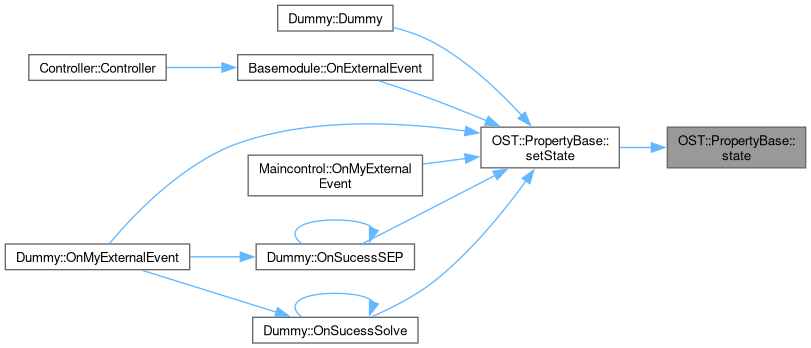 Dummy::Dummy
Controller::Controller
Basemodule::OnExternalEvent
OST::PropertyBase::
setState
OST::PropertyBase::
state
Maincontrol::OnMyExternal
Event
Dummy::OnMyExternalEvent
Dummy::OnSucessSEP
Dummy::OnSucessSolve